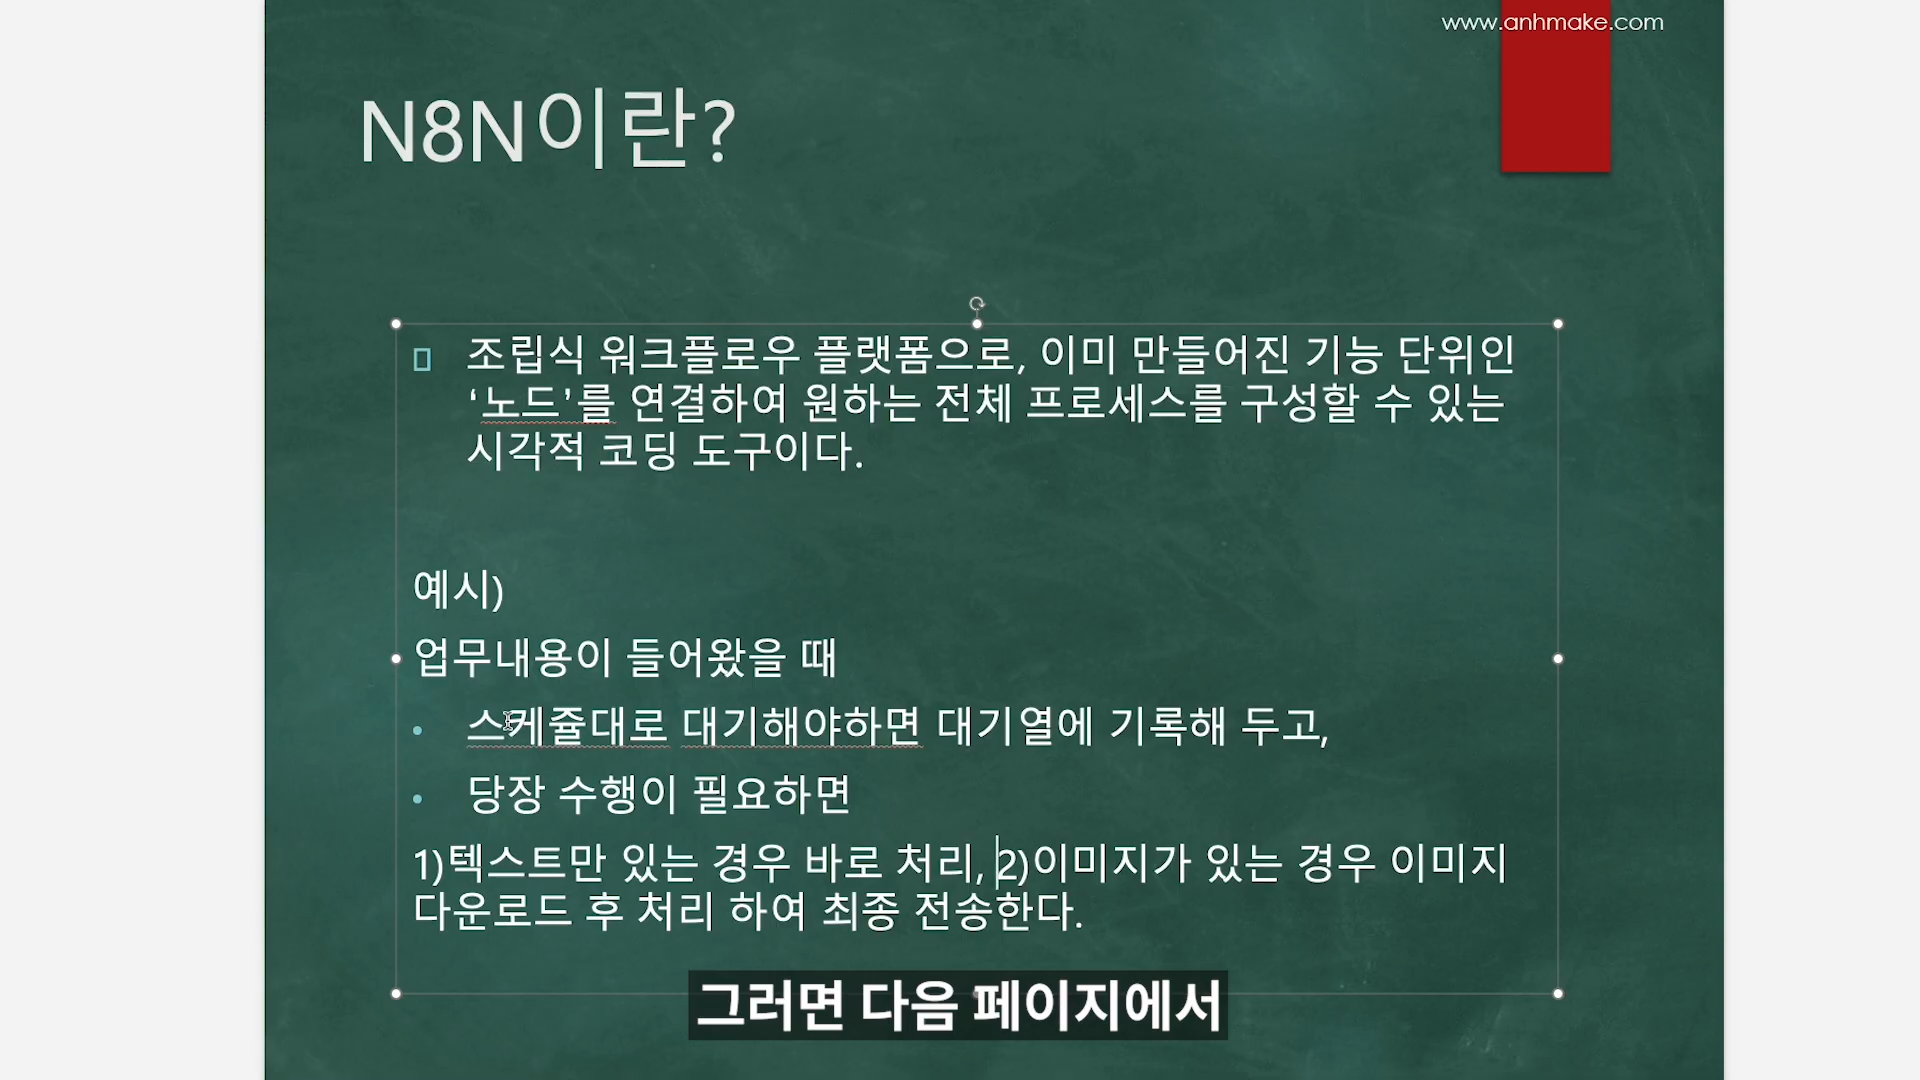 www.anhmake.com
N8N이란?
조립식 워크플로우 플랫폼으로, 이미 만들어진 기능 단위인
‘노드’를 연결하여 원하는 전체 프로세스를 구성할 수 있는
시각적 코딩 도구이다.
예시)
업무내용이 들어왔을 때
스케쥴대로 대기해야하면 대기열에 기록해 두고,
당장 수행이 필요하면
1)텍스트만 있는 경우 바로 처리, 2)이미지가 있는 경우 이미지
다운로드 후 처리 하여 최종 전송한다.
그러면 다음 페이지에서